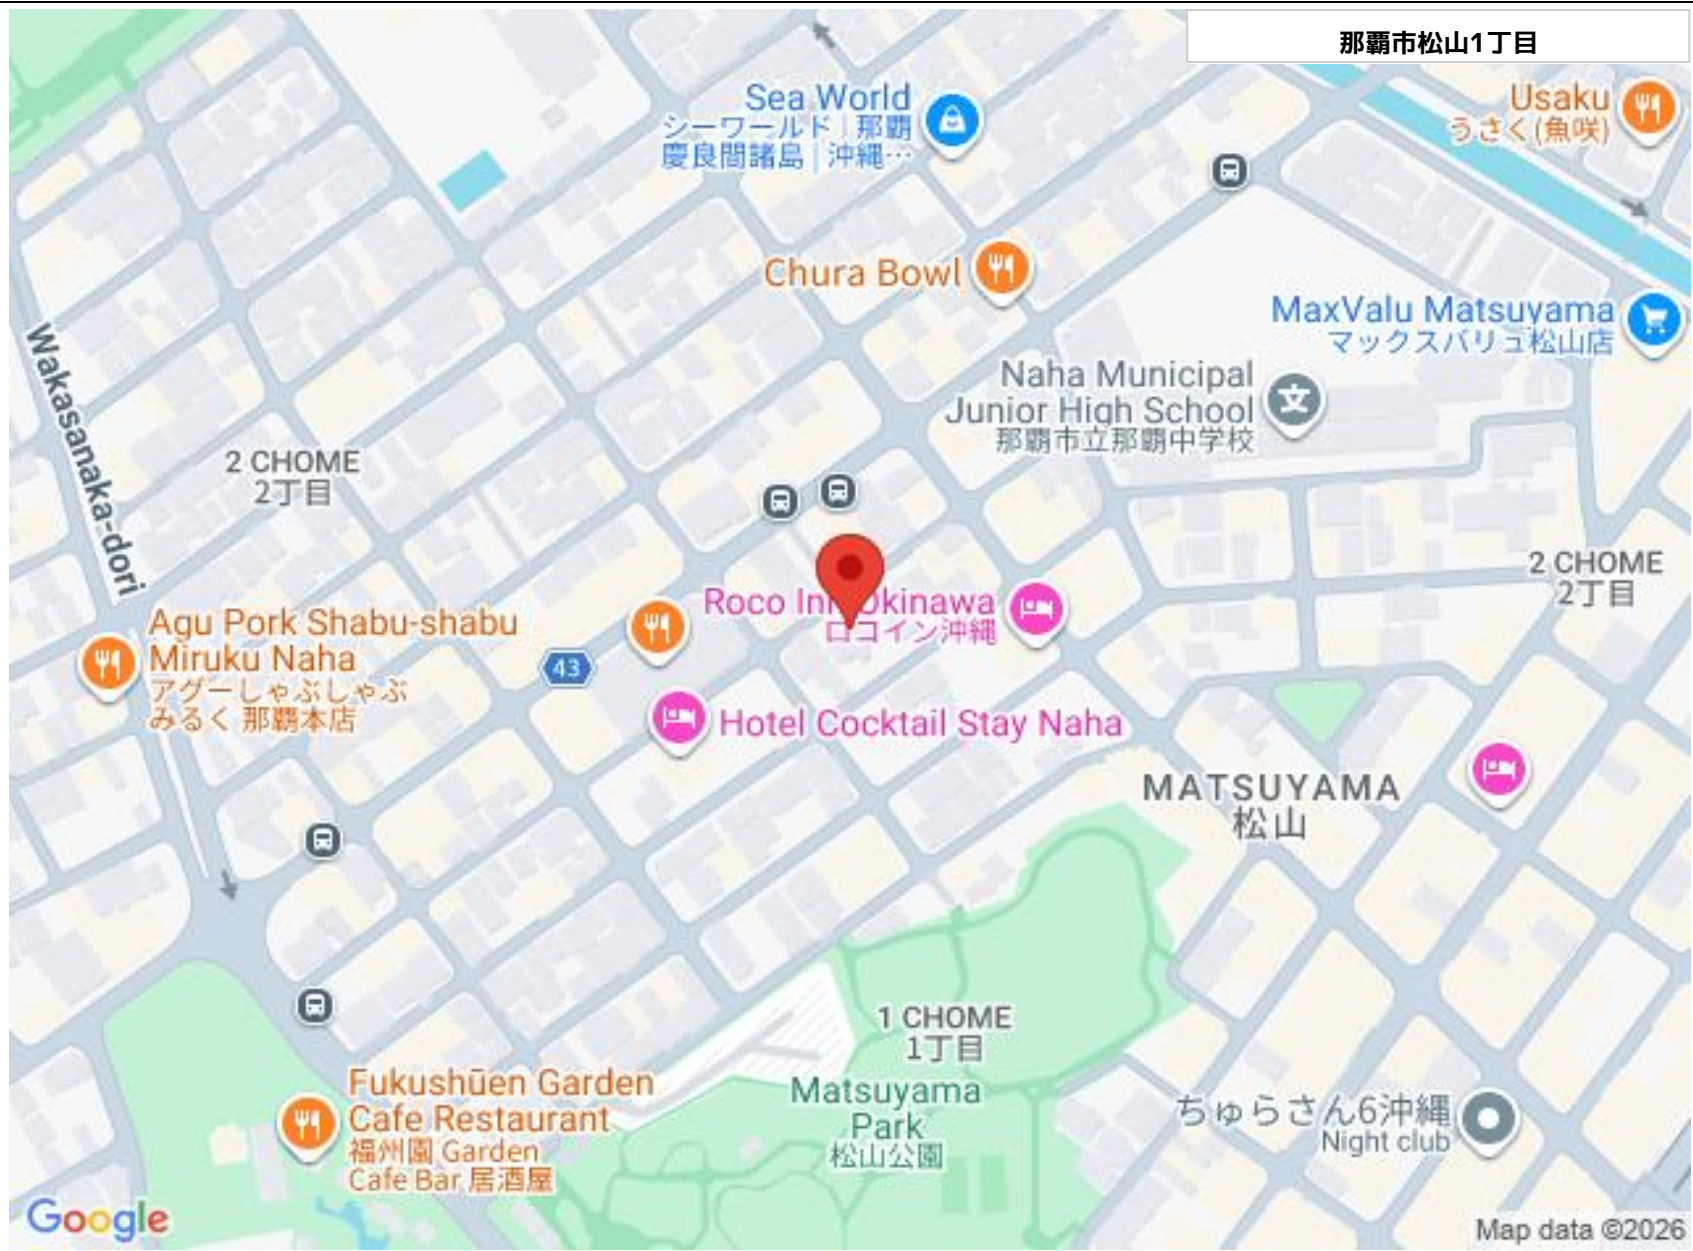 那覇市松山1丁目
Sea World
シーワールド | 那覇
慶良間諸島 | 沖縄…
Usaku
うさく(魚咲)
Chura Bowl
MaxValu Matsuyama
マックスバリュ松山店
Wakasanaka-dori
Naha Municipal
Junior High School
那覇市立那覇中学校
文
2 CHOME
2丁目
2 CHOME
2丁目
Roco Inn Okinawa
ロコイン沖縄
Agu Pork Shabu-shabu
Miruku Naha
アグーしゃぶしゃぶ
みるく 那覇本店
43
Hotel Cocktail Stay Naha
MATSUYAMA
松山
1 CHOME
1丁目
Matsuyama
Park
松山公園
Fukushūen Garden
Cafe Restaurant
福州園 Garden
Cafe Bar 居酒屋
ちゅらさん6沖縄
Night club
Google
Map data ©2026